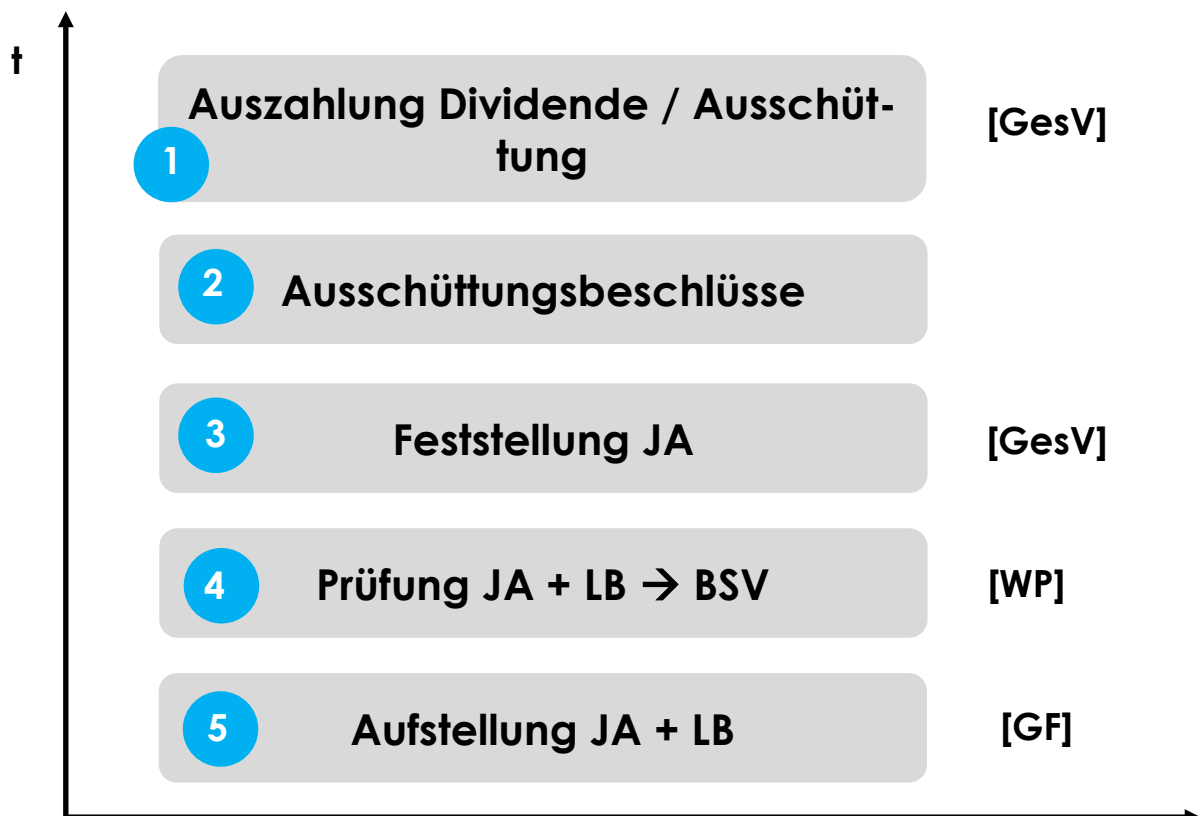 t
Auszahlung Dividende / Ausschüt-
tung
[GesV]
1
2
Ausschüttungsbeschlüsse
3
Feststellung JA
[GesV]
4
Prüfung JA + LB → BSV
[WP]
5
Aufstellung JA + LB
[GF]